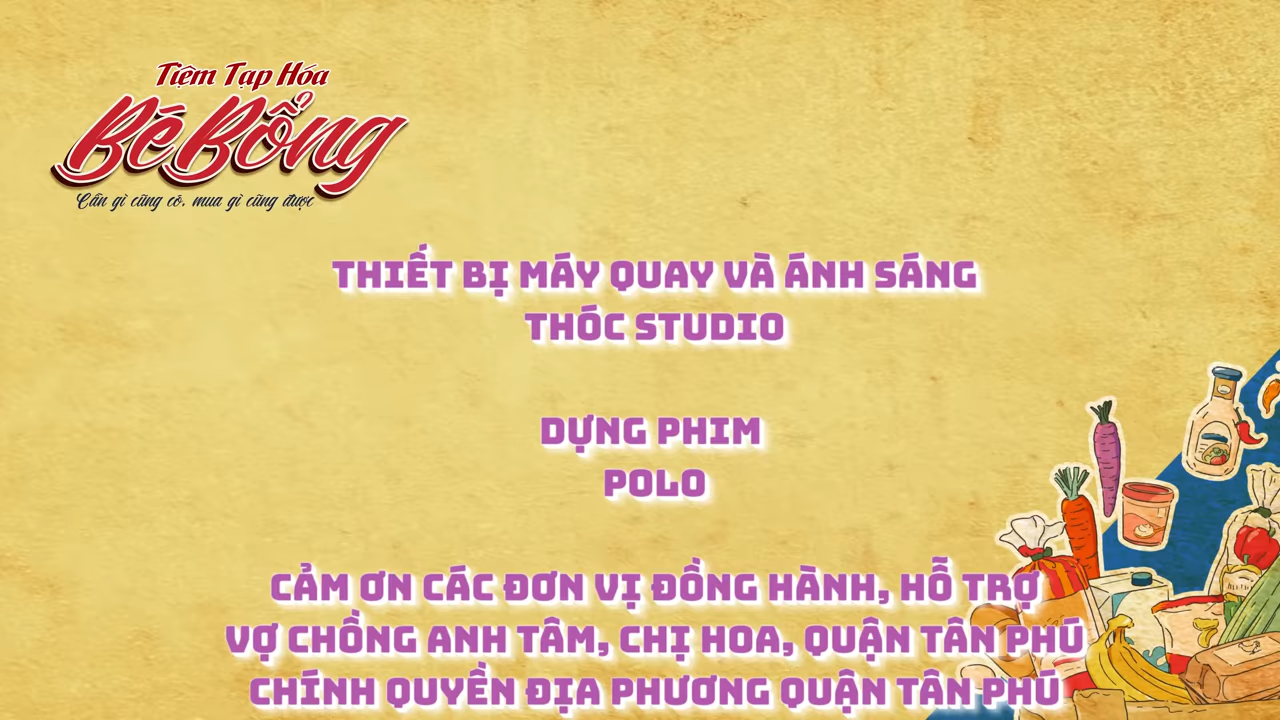 Tiệm Tạp Hóa
Bé Bổng
Cần gì cũng có, mua gì cũng được
THIẾT BỊ MÁY QUAY VÀ ÁNH SÁNG
THÓC STUDIO
DỰNG PHIM
POLO
CẢM ƠN CÁC ĐƠN VỊ ĐỒNG HÀNH, HỖ TRỢ
VỢ CHỒNG ANH TÂM, CHỊ HOA, QUẬN TÂN PHÚ
CHÍNH QUYỀN ĐỊA PHƯƠNG QUẬN TÂN PHÚ